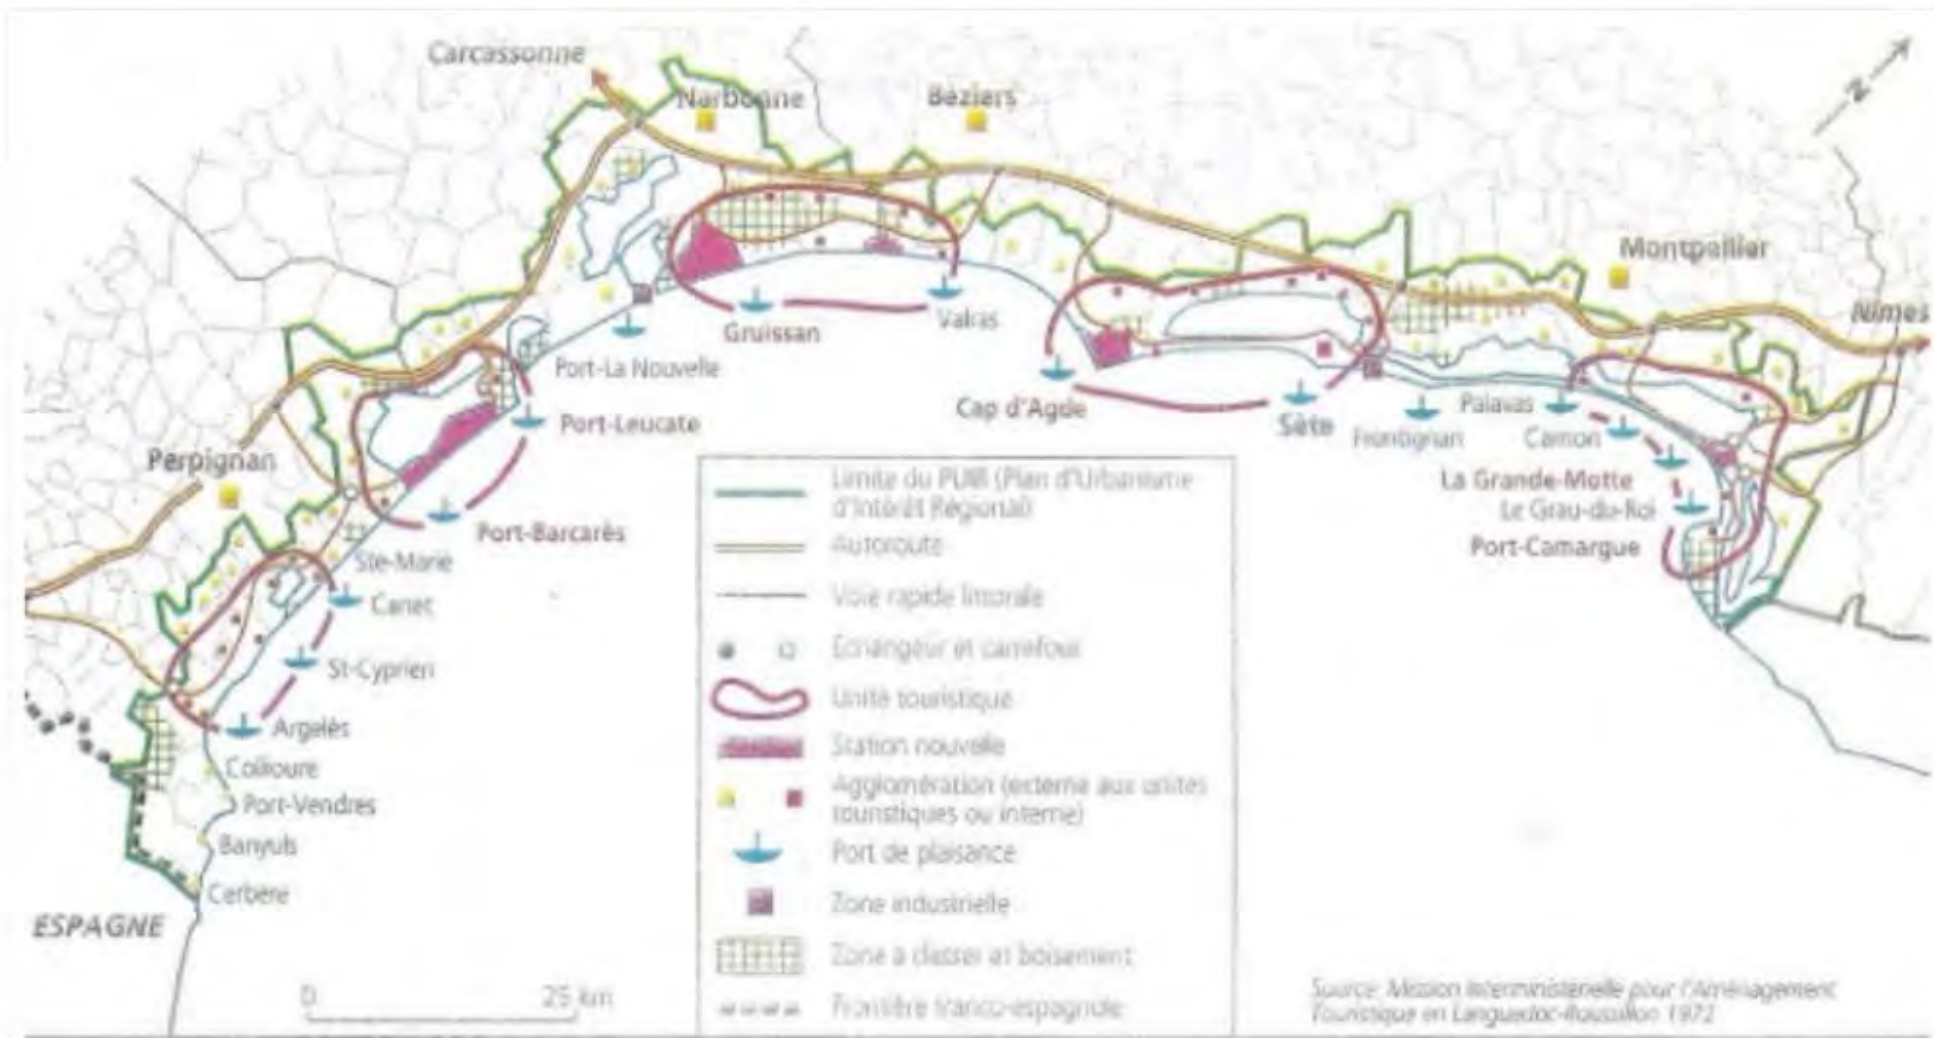 Carcassonne
Narbonne
Béziers
N
Montpellier
Nîmes
Gruissan
Valras
Port-La Nouvelle
Port-Leucate
Cap d'Agde
Sète
Frontignan
Palavas
Carnon
La Grande-Motte
Le Grau-du-Roi
Port-Camargue
Perpignan
Port-Barcarès
Ste-Marie
Canet
St-Cyprien
Argelès
Collioure
Port-Vendres
Banyuls
Cerbère
ESPAGNE
0 25 km
Limite du PUIR (Plan d'Urbanisme
d'Intérêt Régional)
Autoroute
Voie rapide littorale
Echangeur et carrefour
Unité touristique
Station nouvelle
Agglomération (externe aux unités
touristiques ou interne)
Port de plaisance
Zone industrielle
Zone à classer et boisement
Frontière franco-espagnole
Source: Mission Interministérielle pour l'Aménagement
Touristique en Languedoc-Roussillon 1972